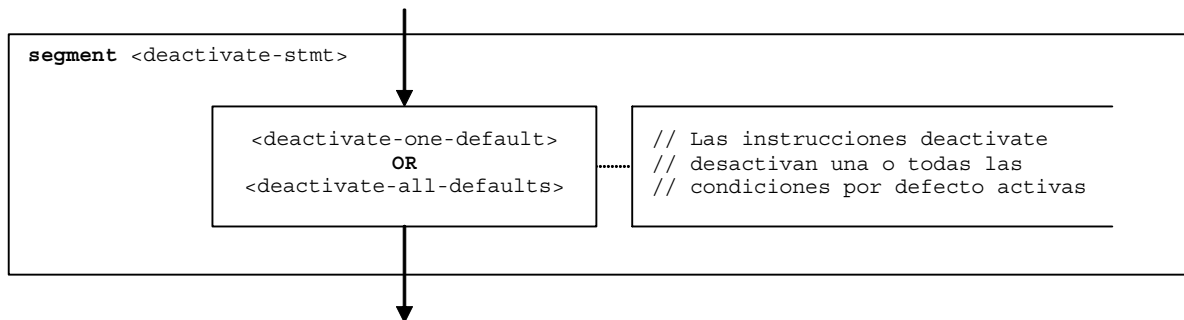 segment <deactivate-stmt>
<deactivate-one-default>
OR
<deactivate-all-defaults>
// Las instrucciones deactivate
// desactivan una o todas las
// condiciones por defecto activas